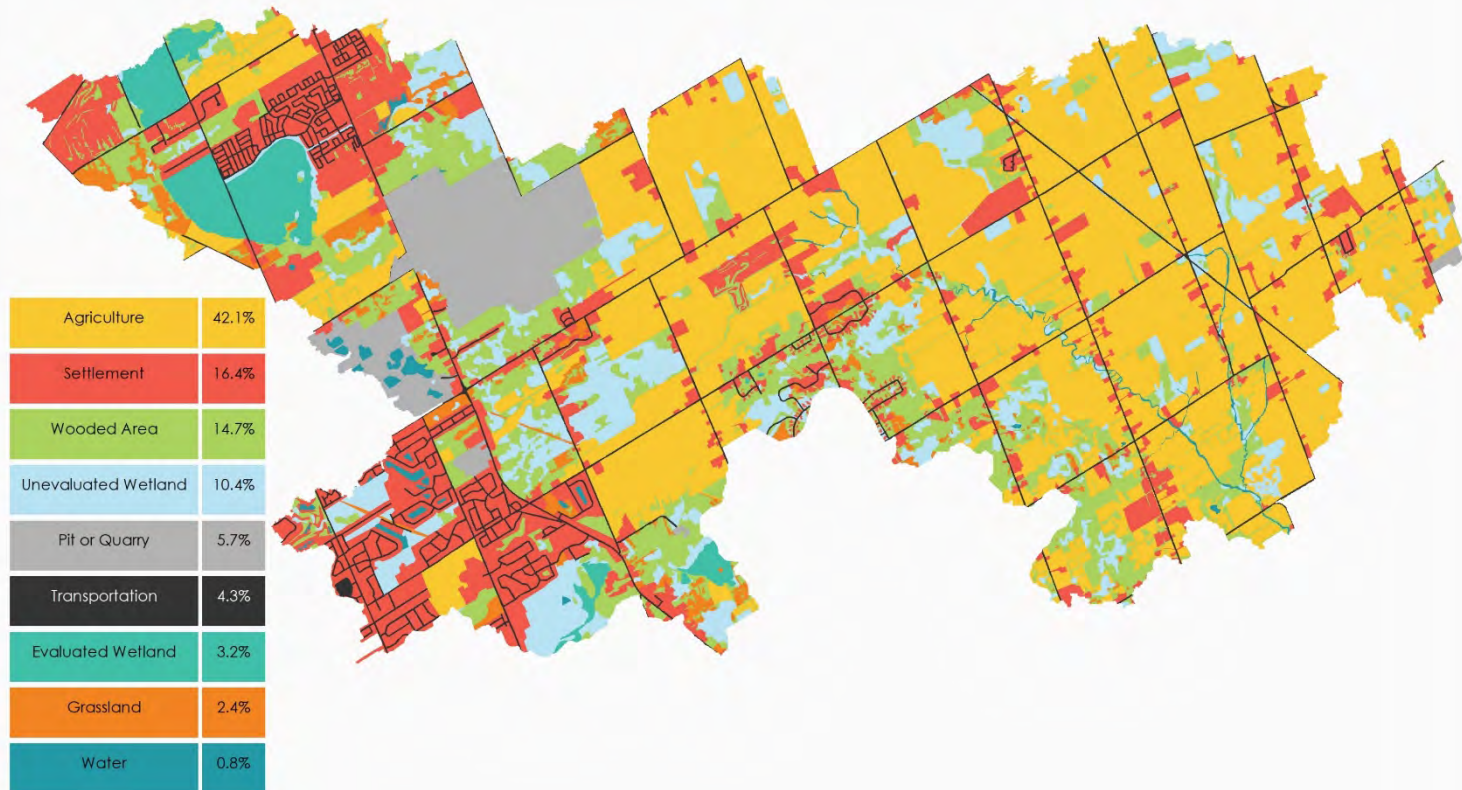 Agriculture 42.1%
Settlement 16.4%
Wooded Area 14.7%
Unevaluated Wetland 10.4%
Pit or Quarry 5.7%
Transportation 4.3%
Evaluated Wetland 3.2%
Grassland 2.4%
Water 0.8%